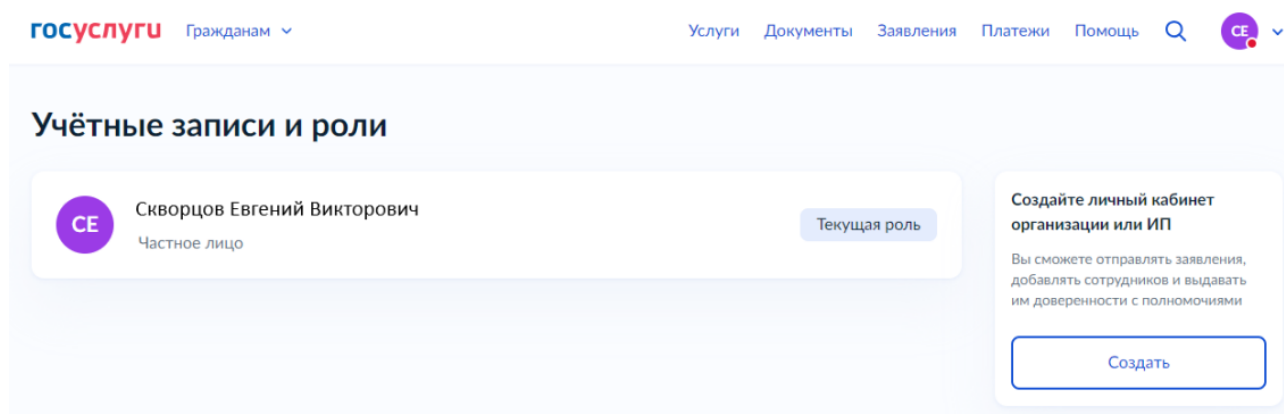 госуслуги Гражданам Услуги Документы Заявления Платежи Помощь СЕ
Учётные записи и роли
СЕ
Скворцов Евгений Викторович
Частное лицо
Текущая роль
Создайте личный кабинет
организации или ИП
Вы сможете отправлять заявления,
добавлять сотрудников и выдавать
им доверенности с полномочиями
Создать